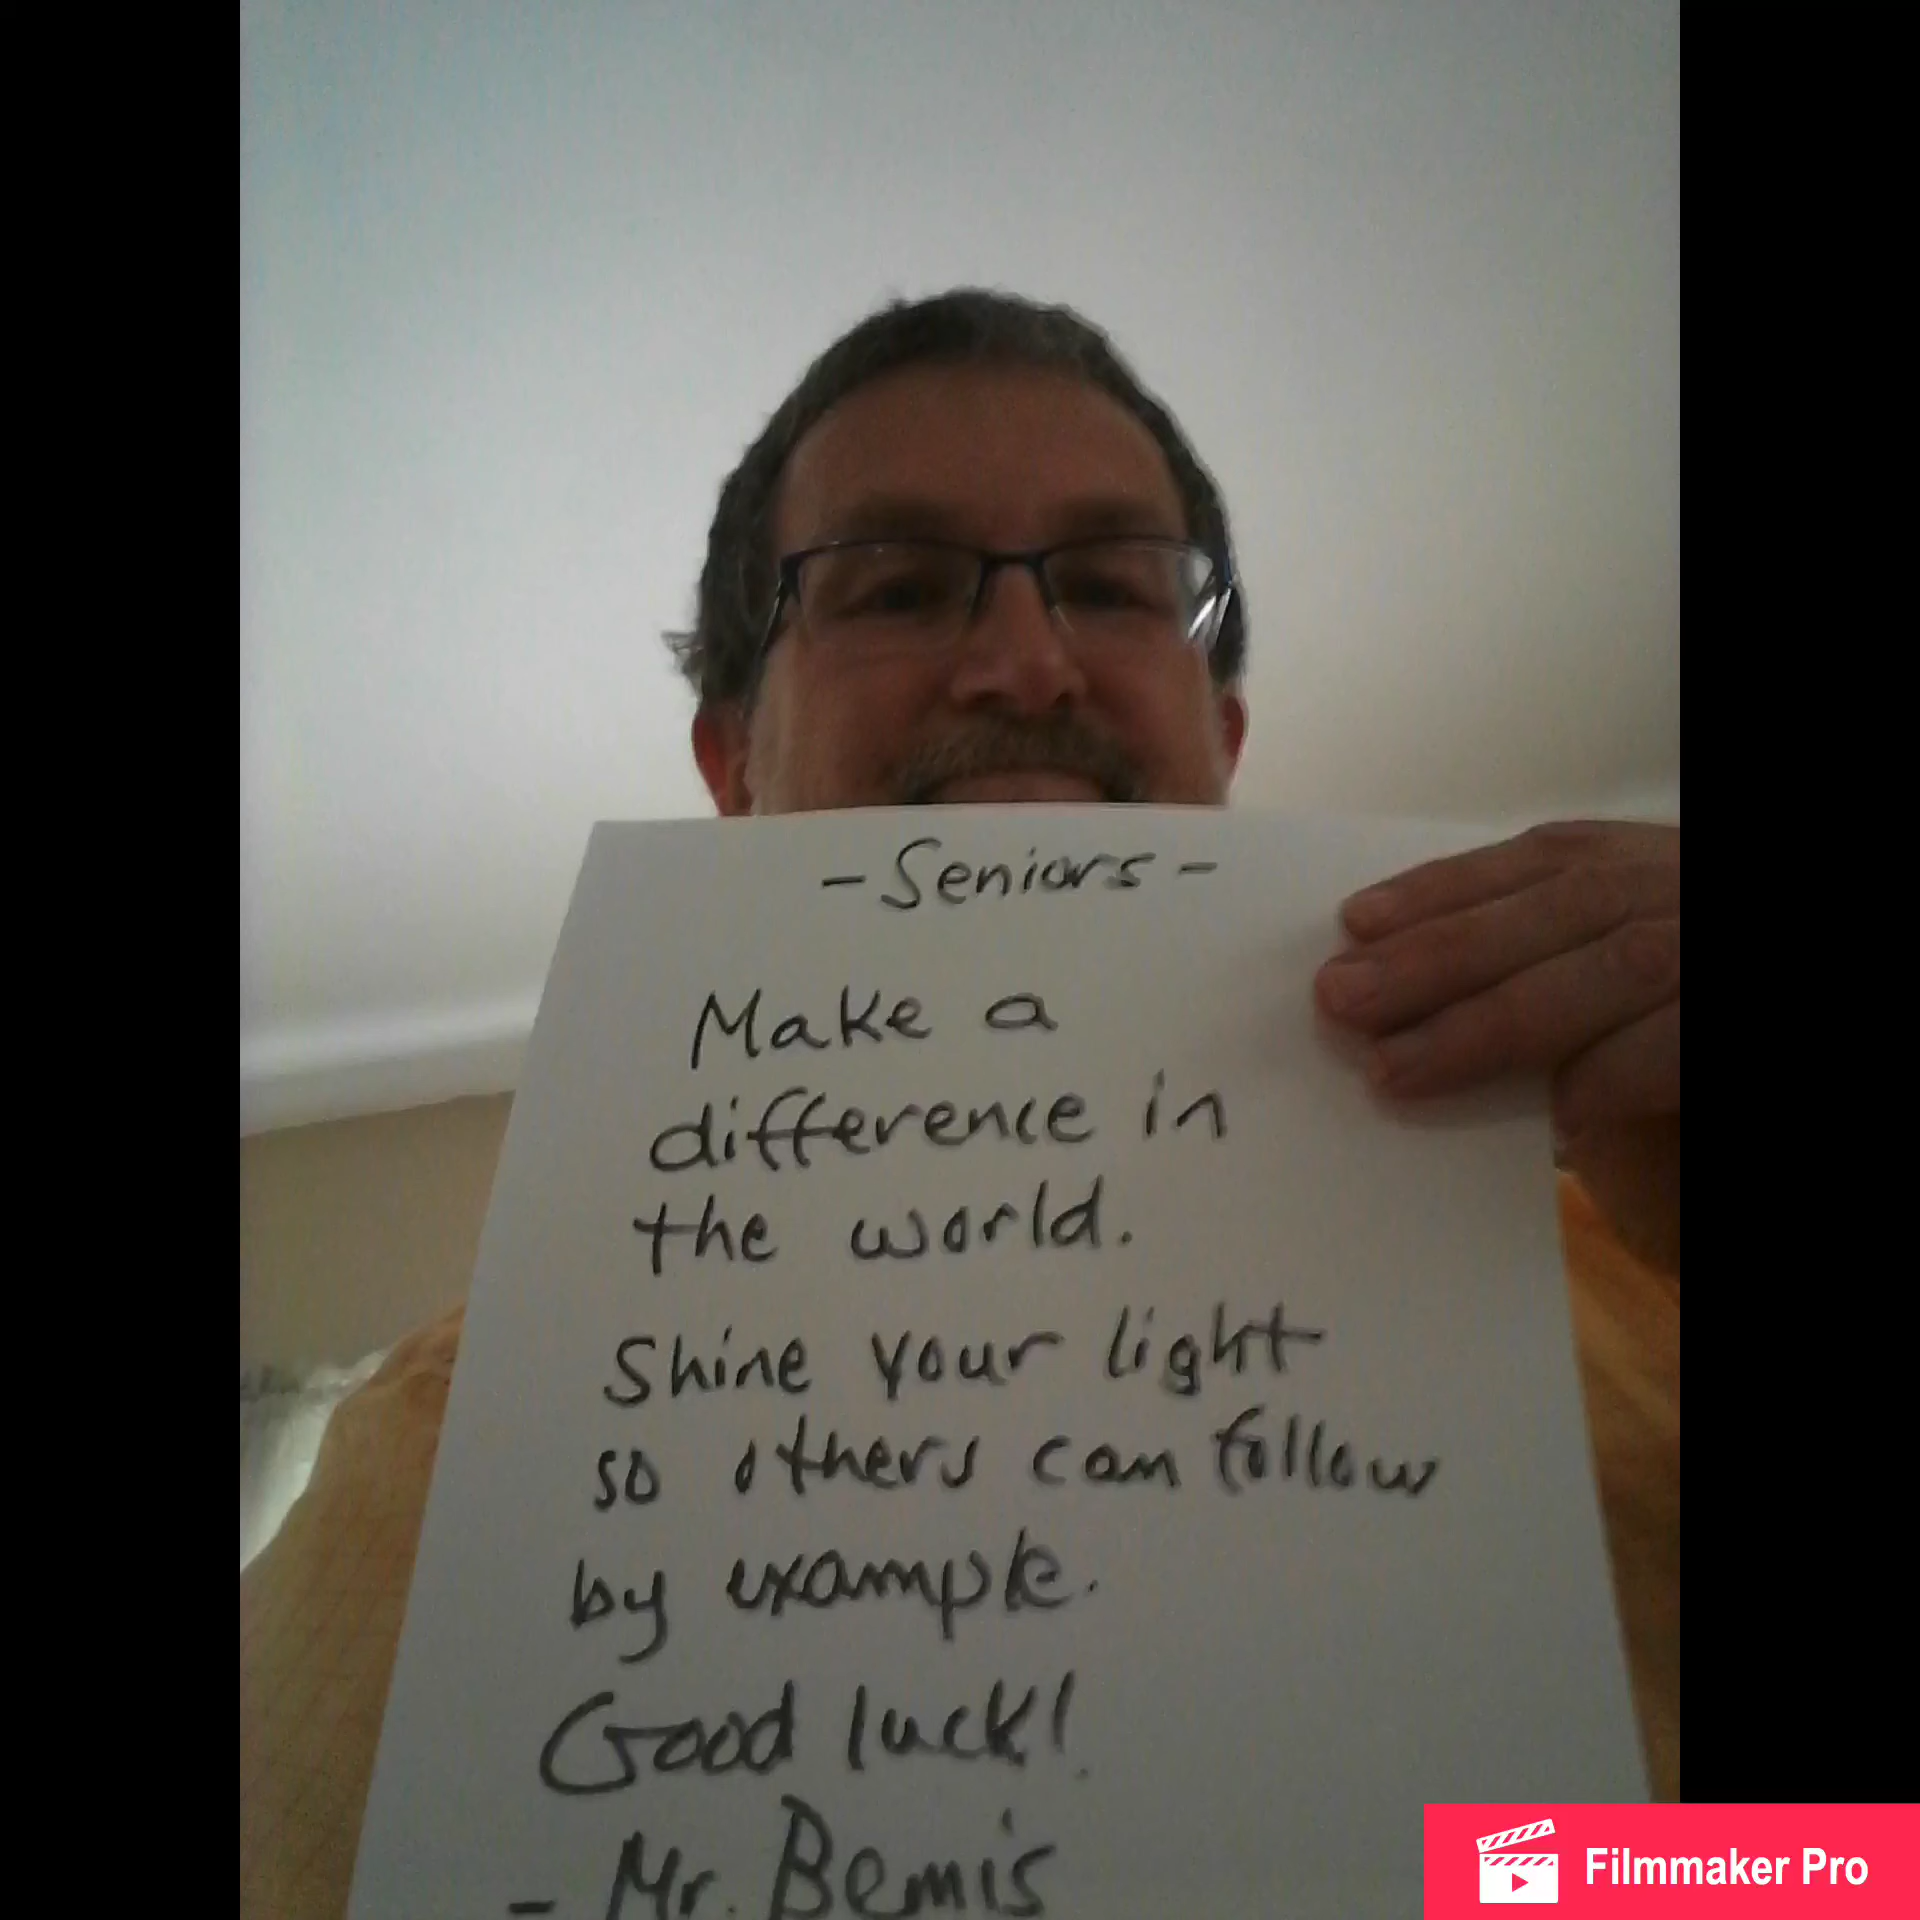 - Seniors -
Make a
difference in
the world.
Shine your light
so others can follow
by example.
Good luck!
- Mr. Bemis
Filmmaker Pro